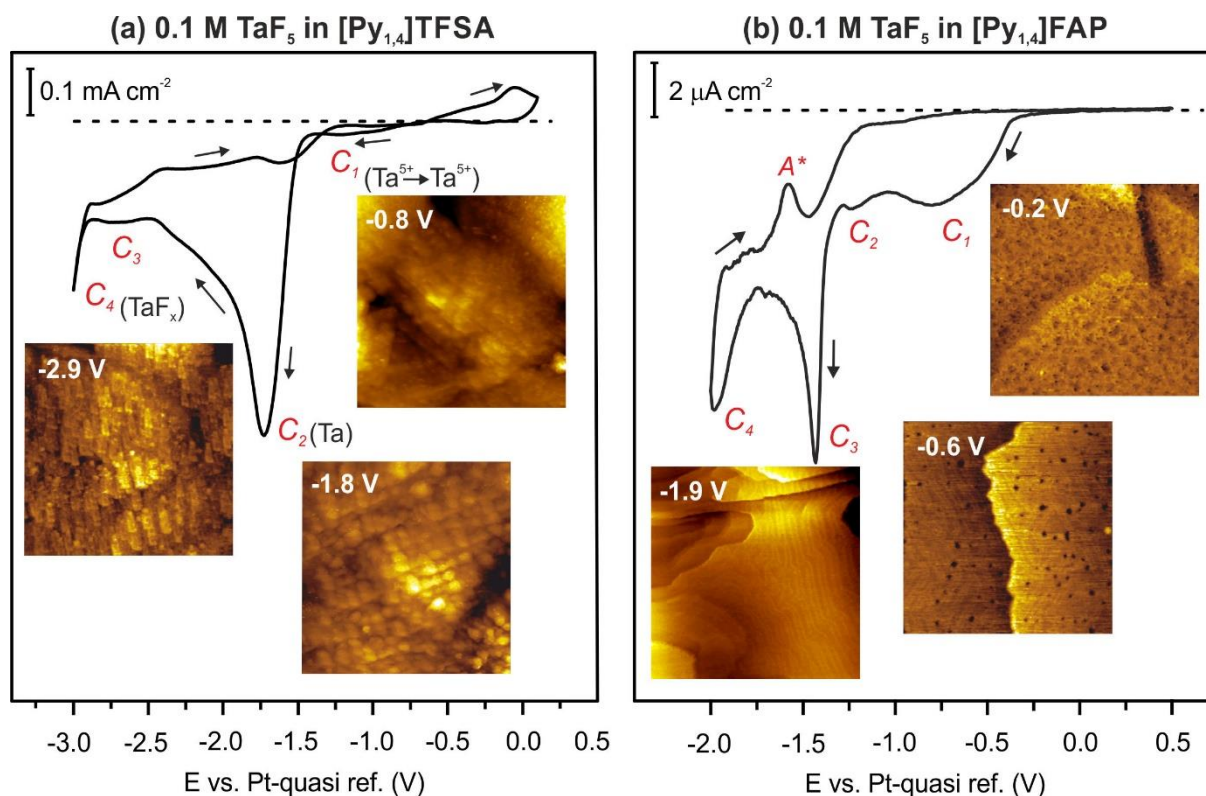 (a) 0.1 M TaF₅ in [Py₁,₄]TFSA
0.1 mA cm⁻²
C₁ (Ta⁵⁺→Ta⁵⁺)
-0.8 V
C₃
C₄ (TaFₓ)
-2.9 V
C₂ (Ta)
-1.8 V
-3.0 -2.5 -2.0 -1.5 -1.0 -0.5 0.0 0.5
E vs. Pt-quasi ref. (V)
(b) 0.1 M TaF₅ in [Py₁,₄]FAP
2 µA cm⁻²
A*
C₂ C₁
-0.2 V
C₄ C₃
-0.6 V
-1.9 V
-2.0 -1.5 -1.0 -0.5 0.0 0.5
E vs. Pt-quasi ref. (V)